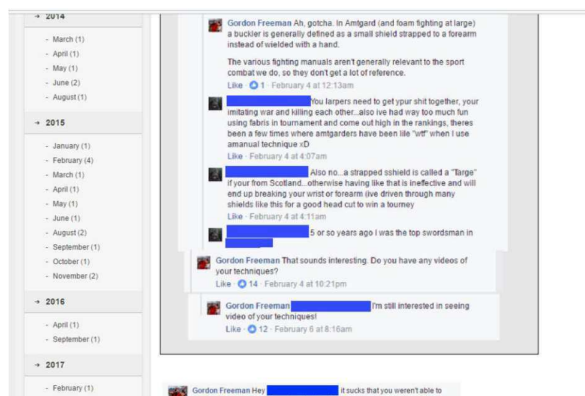 2014
- March (1)
- April (1)
- May (1)
- June (2)
- August (1)
→ 2015
- January (1)
- February (4)
- March (1)
- April (1)
- May (1)
- June (1)
- August (2)
- September (1)
- October (1)
- November (2)
→ 2016
- April (1)
- September (1)
→ 2017
- February (1)
Gordon Freeman Ah, gotcha. In Amtgard (and foam fighting at large)
a buckler is generally defined as a small shield strapped to a forearm
instead of wielded with a hand.
The various fighting manuals aren't generally relevant to the sport
combat we do, so they don't get a lot of reference.
Like · 1 · February 4 at 12:13am
You larpers need to get ypur shit together, your
imitating war and killing each other..also ive had way too much fun
using fabris in tournament and come out high in the rankings, theres
been a few times where amtgarders have been life "wtf" when I use
amanual technique xD
Like · February 4 at 4:07am
Also no...a strapped sshield is called a "Targe"
if your from Scotland...otherwise having like that is ineffective and will
end up breaking your wrist or forearm (ive driven through many
shields like this for a good head cut to win a tourney
Like · February 4 at 4:11am
5 or so years ago I was the top swordsman in
Gordon Freeman That sounds interesting. Do you have any videos of
your techniques?
Like · 14 · February 4 at 10:21pm
Gordon Freeman I'm still interested in seeing
video of your techniques!
Like · 12 · February 6 at 8:16am
Gordon Freeman Hey it sucks that you weren't able to